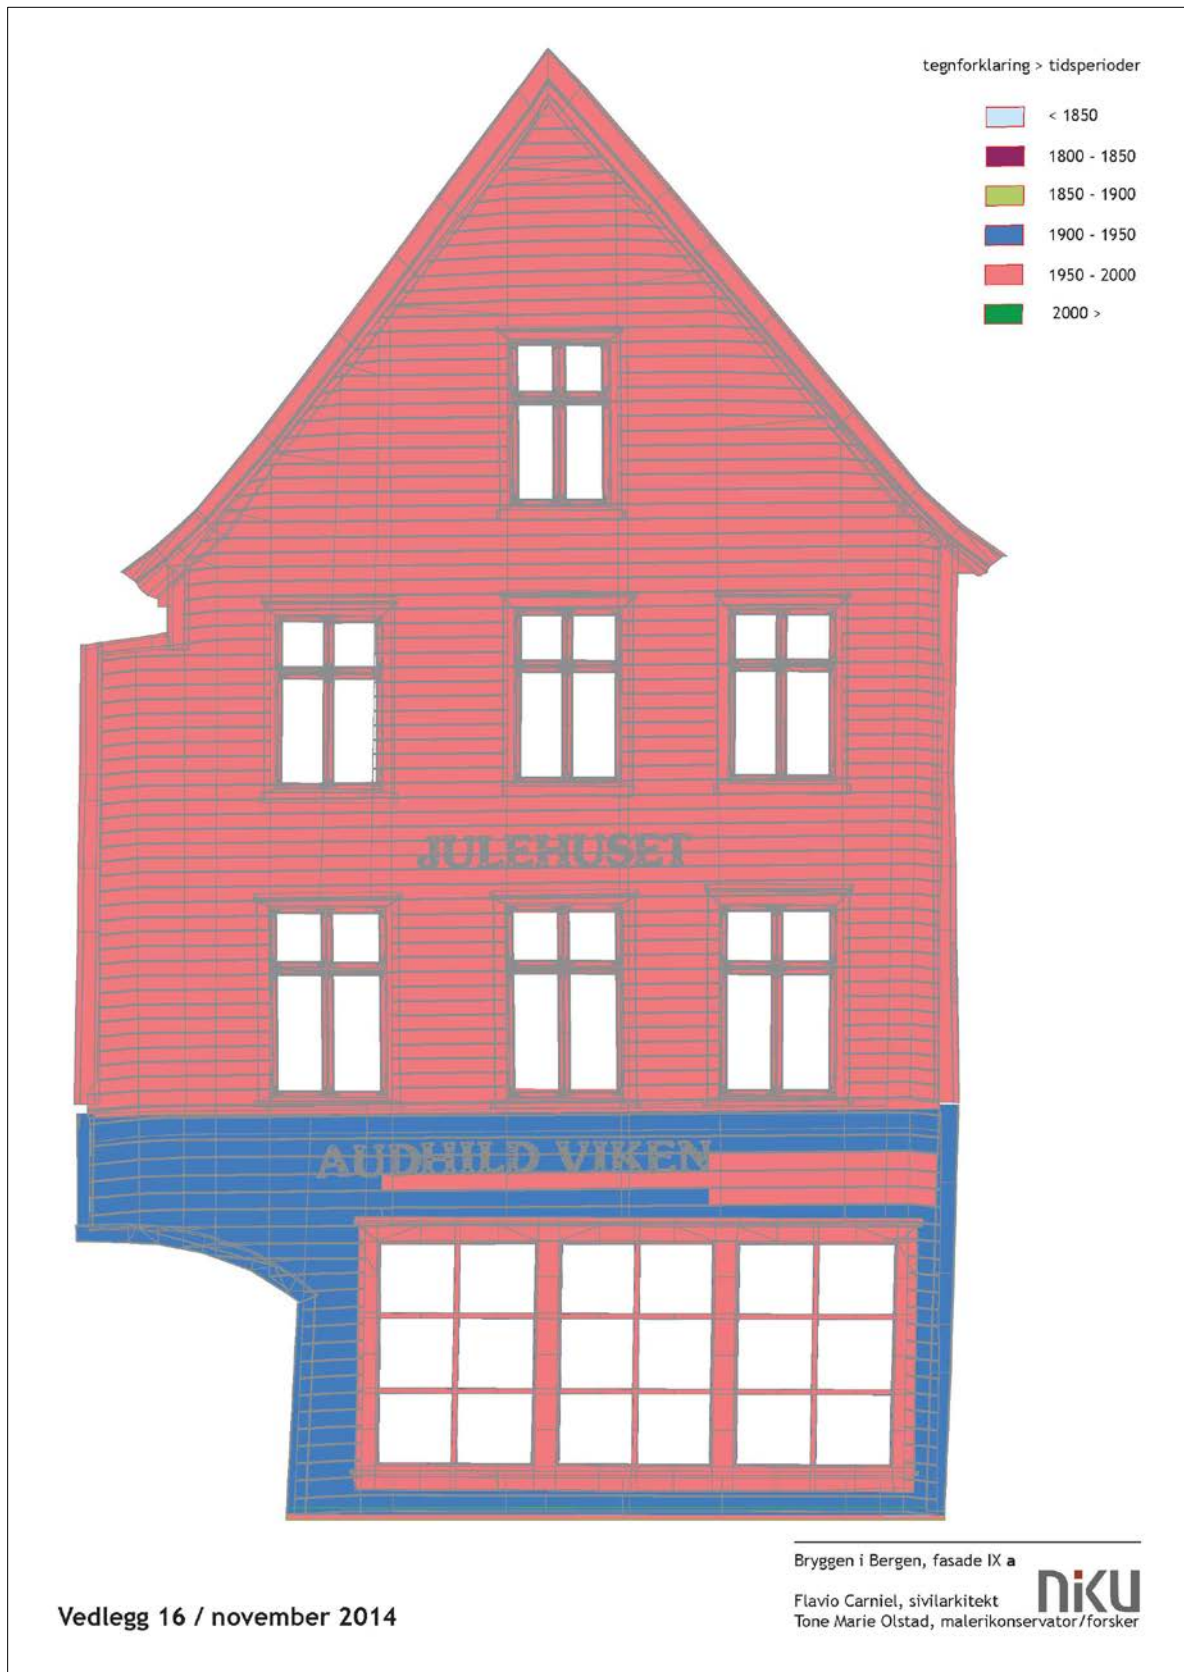 tegnforklaring > tidsperioder
< 1850
1800 - 1850
1850 - 1900
1900 - 1950
1950 - 2000
2000 >
JULEHUSET
AUDHILD VIKEN
Bryggen i Bergen, fasade IX a
Flavio Carniel, sivilarkitekt
Tone Marie Olstad, malerikonservator/forsker
niku
Vedlegg 16 / november 2014